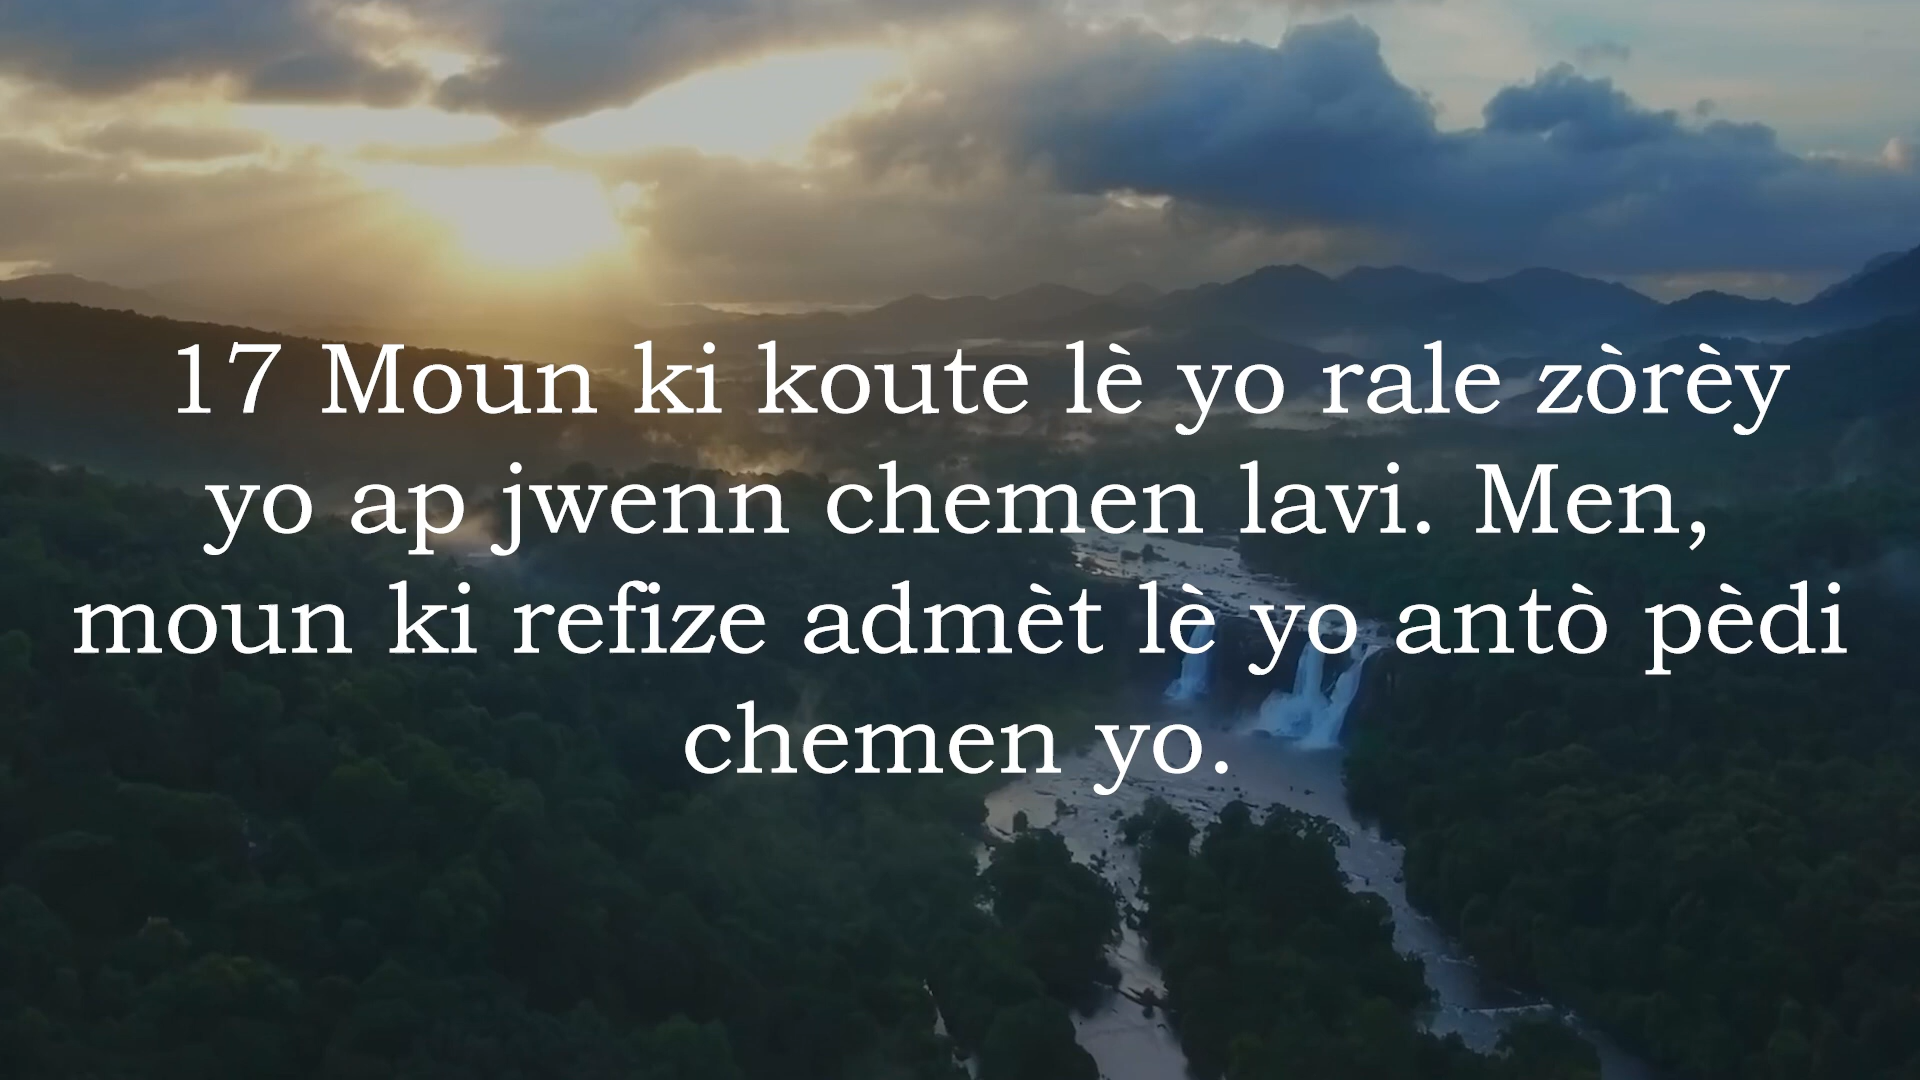 17 Moun ki koute lè yo rale zòrèy
yo ap jwenn chemen lavi. Men,
moun ki refize admèt lè yo antò pèdi
chemen yo.